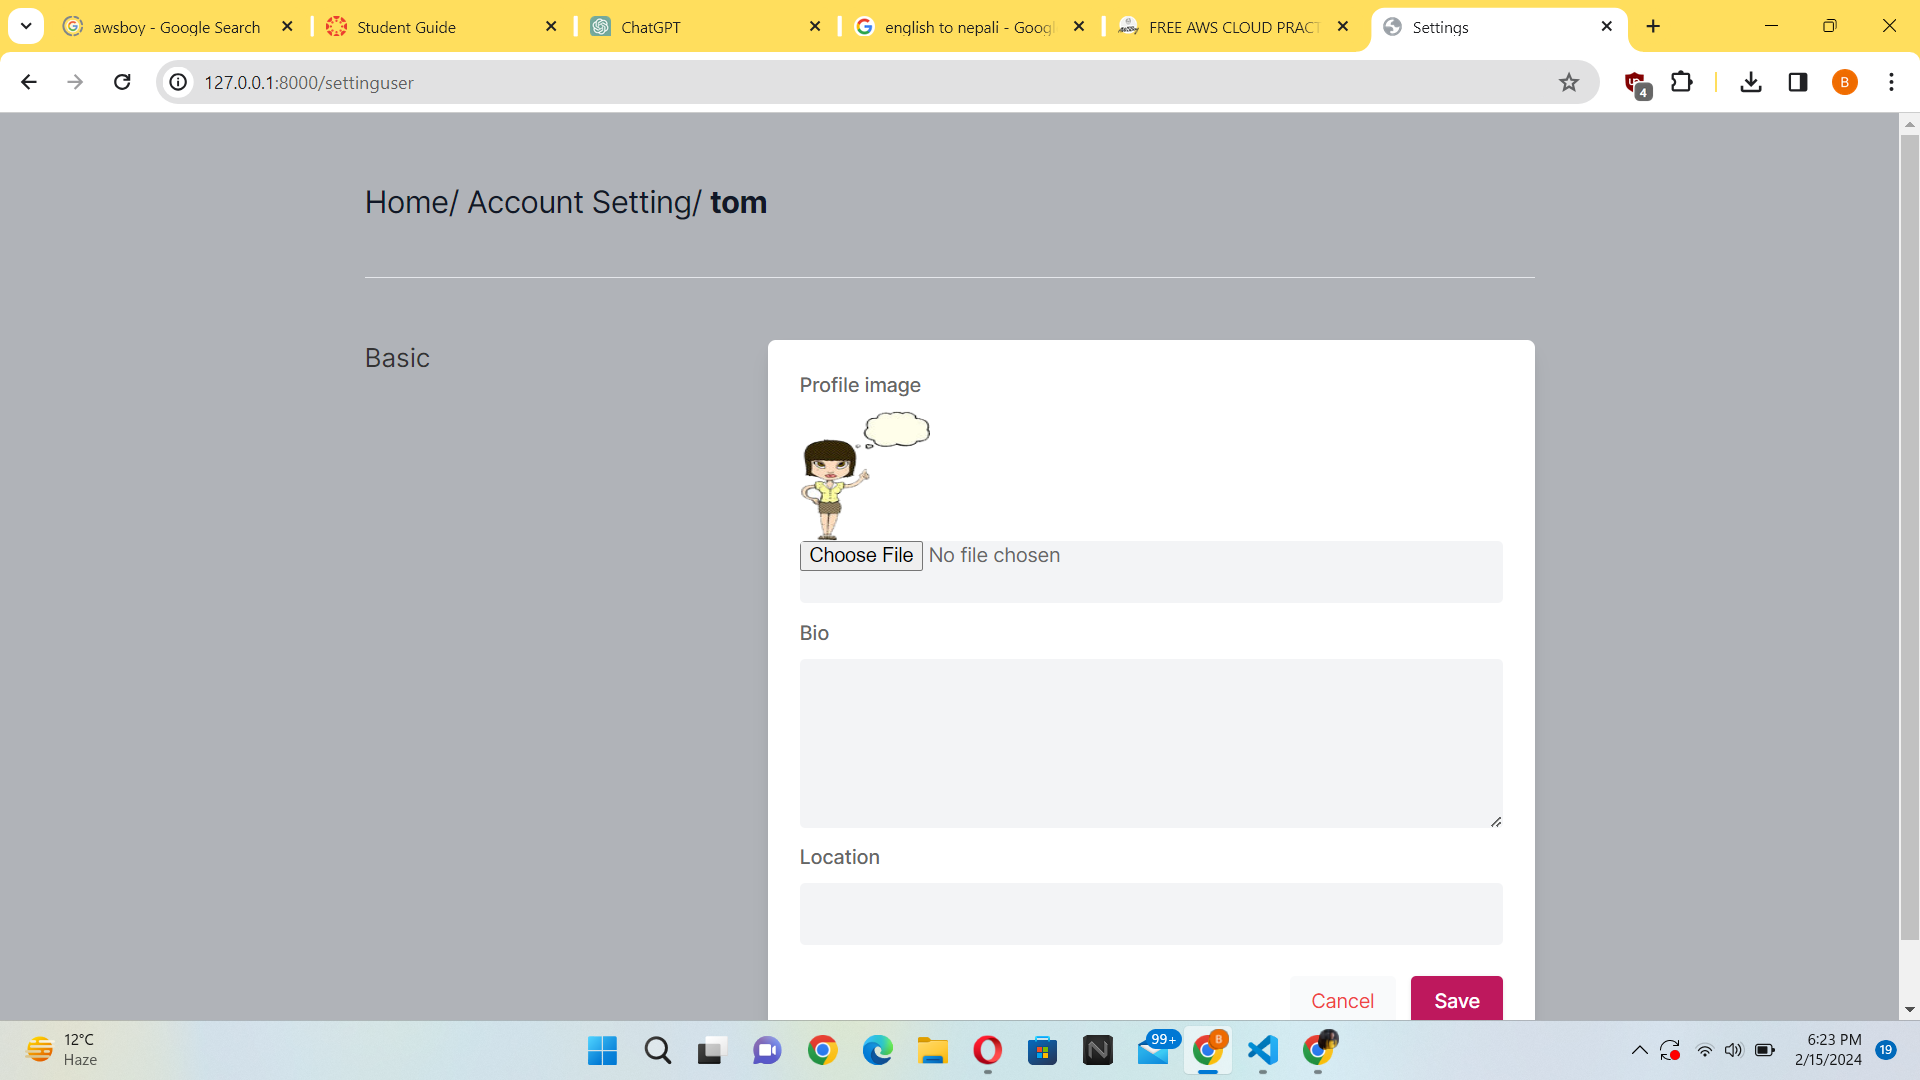 awsboy - Google Search
Student Guide
ChatGPT
english to nepali - Goog
FREE AWS CLOUD PRACT
Settings
127.0.0.1:8000/settinguser
4
B
Home/ Account Setting/ tom
Basic
Profile image
Choose File No file chosen
Bio
Location
Cancel
Save
12°C
Haze
99+
B
6:23 PM
2/15/2024
19